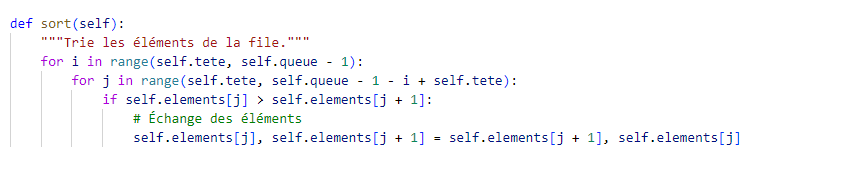 def sort(self):
    """Trie les éléments de la file."""
    for i in range(self.tete, self.queue - 1):
        for j in range(self.tete, self.queue - 1 - i + self.tete):
            if self.elements[j] > self.elements[j + 1]:
                # Échange des éléments
                self.elements[j], self.elements[j + 1] = self.elements[j + 1], self.elements[j]